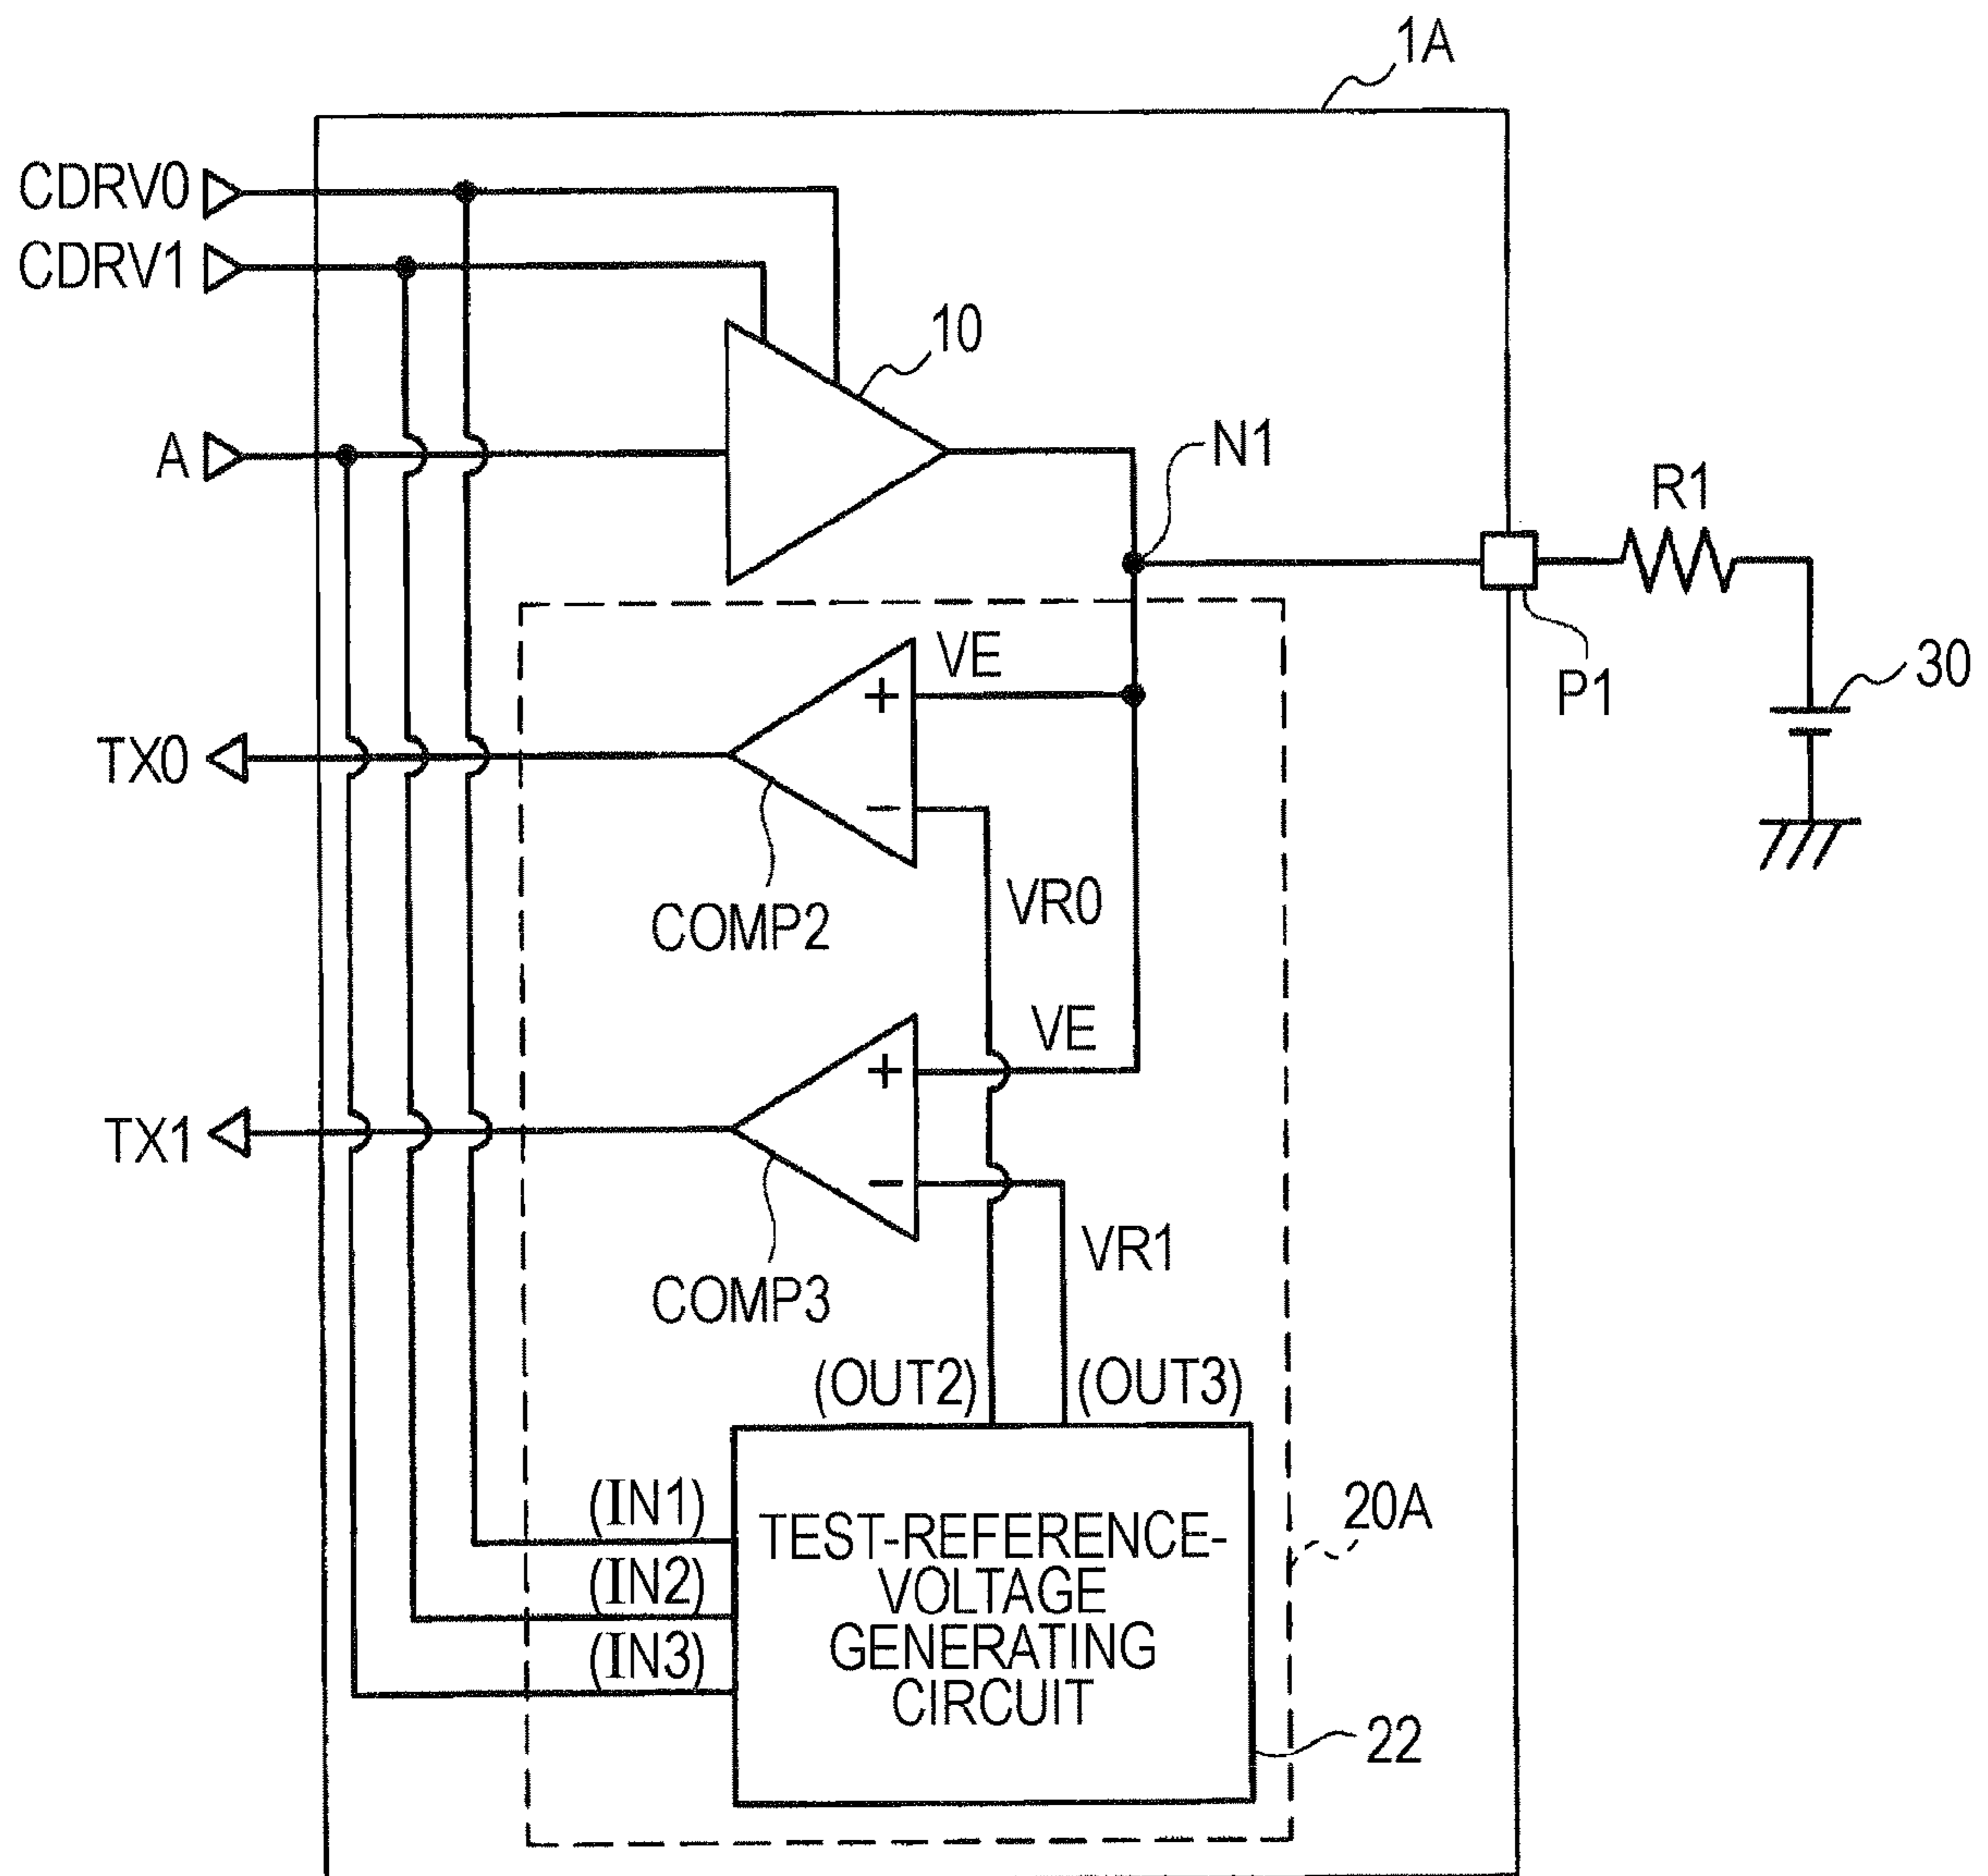 1A
CDRV0
CDRV1
10
A
N1
R1
VE
+
P1
30
TX0
−
VR0
COMP2
VE
+
TX1
−
VR1
COMP3
(OUT2)
(OUT3)
(IN1)
(IN2)
(IN3)
TEST-REFERENCE-
VOLTAGE
GENERATING
CIRCUIT
20A
22